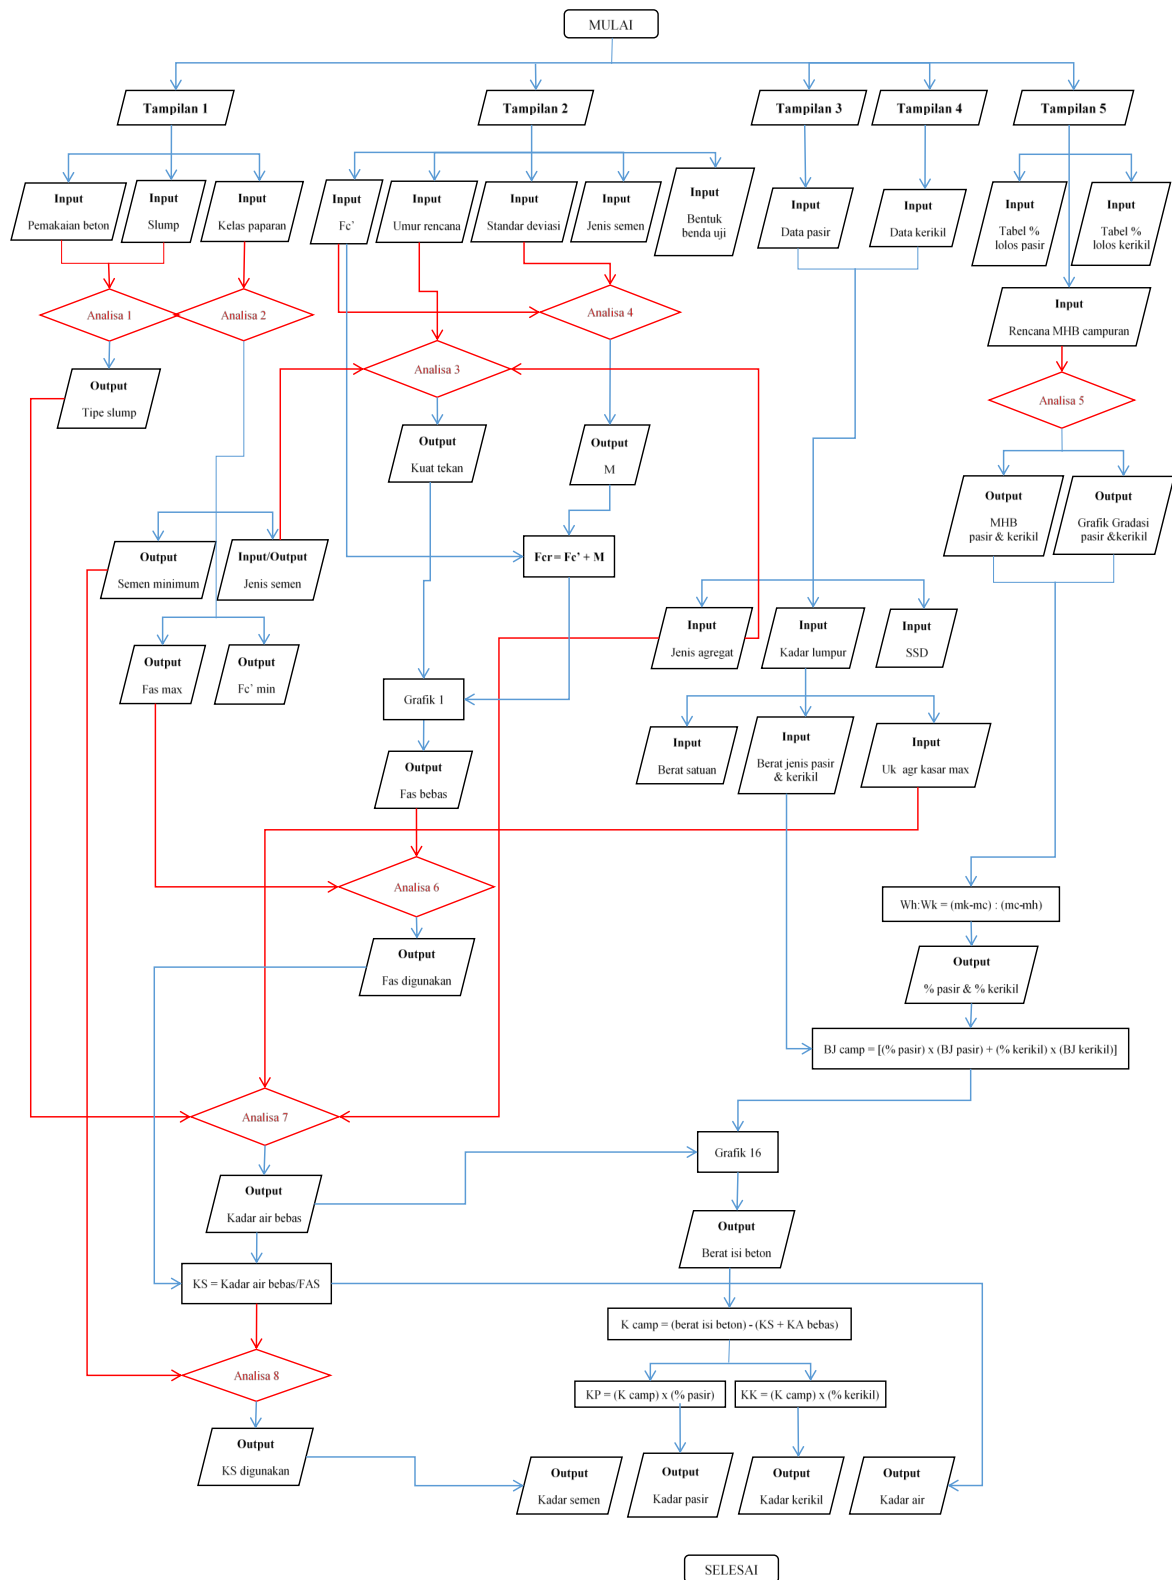 MULAI
Tampilan 1
Tampilan 2
Tampilan 3
Tampilan 4
Tampilan 5
Input
Pemakaian beton
Input
Slump
Input
Kelas paparan
Input
Fc’
Input
Umur rencana
Input
Standar deviasi
Input
Jenis semen
Input
Bentuk
benda uji
Input
Data pasir
Input
Data kerikil
Input
Tabel %
lolos pasir
Input
Tabel %
lolos kerikil
Analisa 1
Analisa 2
Analisa 4
Input
Rencana MHB campuran
Analisa 3
Output
Tipe slump
Analisa 5
Output
Kuat tekan
Output
M
Output
MHB
pasir & kerikil
Output
Grafik Gradasi
pasir &kerikil
Output
Semen minimum
Input/Output
Jenis semen
Fcr = Fc’ + M
Input
Jenis agregat
Input
Kadar lumpur
Input
SSD
Output
Fas max
Output
Fc’ min
Grafik 1
Input
Berat satuan
Input
Berat jenis pasir
& kerikil
Input
Uk agr kasar max
Output
Fas bebas
Analisa 6
Wh:Wk = (mk-mc) : (mc-mh)
Output
Fas digunakan
Output
% pasir & % kerikil
BJ camp = [(% pasir) x (BJ pasir) + (% kerikil) x (BJ kerikil)]
Analisa 7
Grafik 16
Output
Kadar air bebas
Output
Berat isi beton
KS = Kadar air bebas/FAS
K camp = (berat isi beton) - (KS + KA bebas)
Analisa 8
KP = (K camp) x (% pasir)
KK = (K camp) x (% kerikil)
Output
KS digunakan
Output
Kadar semen
Output
Kadar pasir
Output
Kadar kerikil
Output
Kadar air
SELESAI